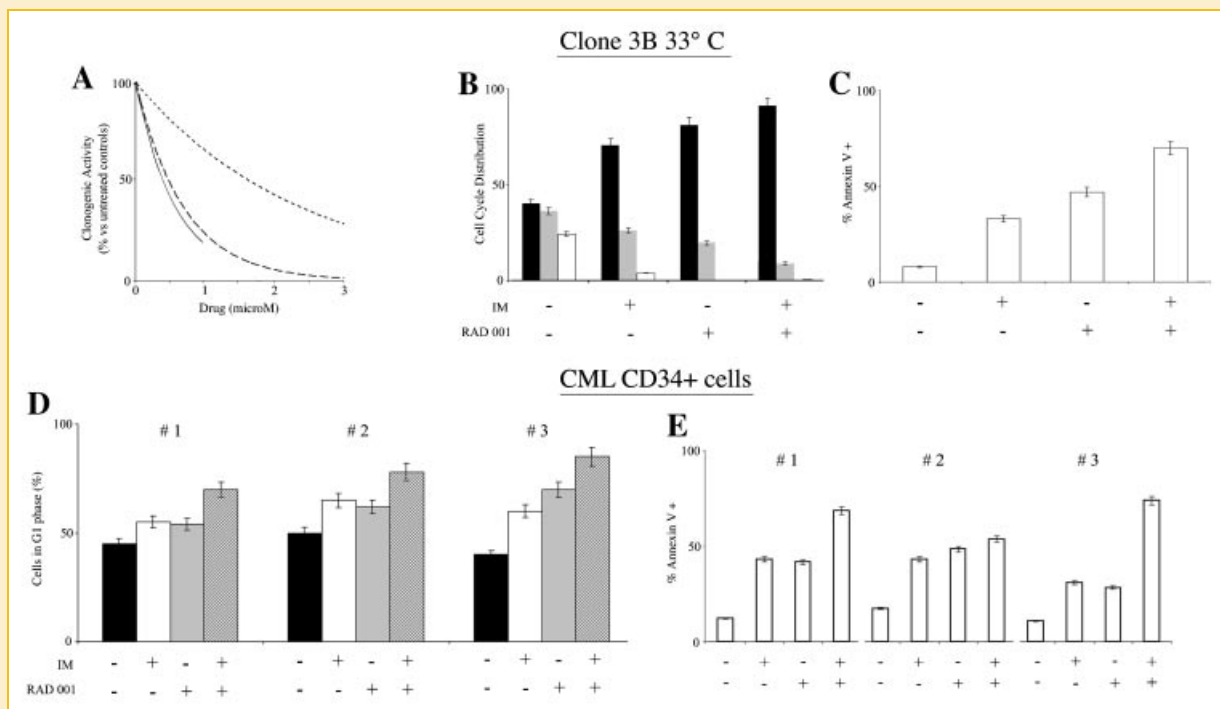 Clone 3B 33° C
A
100
50
0
Clonogenic Activity
(% vs untreated controls)
0 1 2 3
Drug (microM)
B
100
50
0
Cell Cycle Distribution
IM - + - +
RAD 001 - - + +
C
100
50
0
% Annexin V +
- + - +
- - + +
CML CD34+ cells
D
100
50
0
Cells in G1 phase (%)
# 1 # 2 # 3
- + - + - + - + - + - + IM
- - + + - - + + - - + + RAD 001
E
100
50
0
% Annexin V +
# 1 # 2 # 3
- + - + - + - + - + - +
- - + + - - + + - - + +